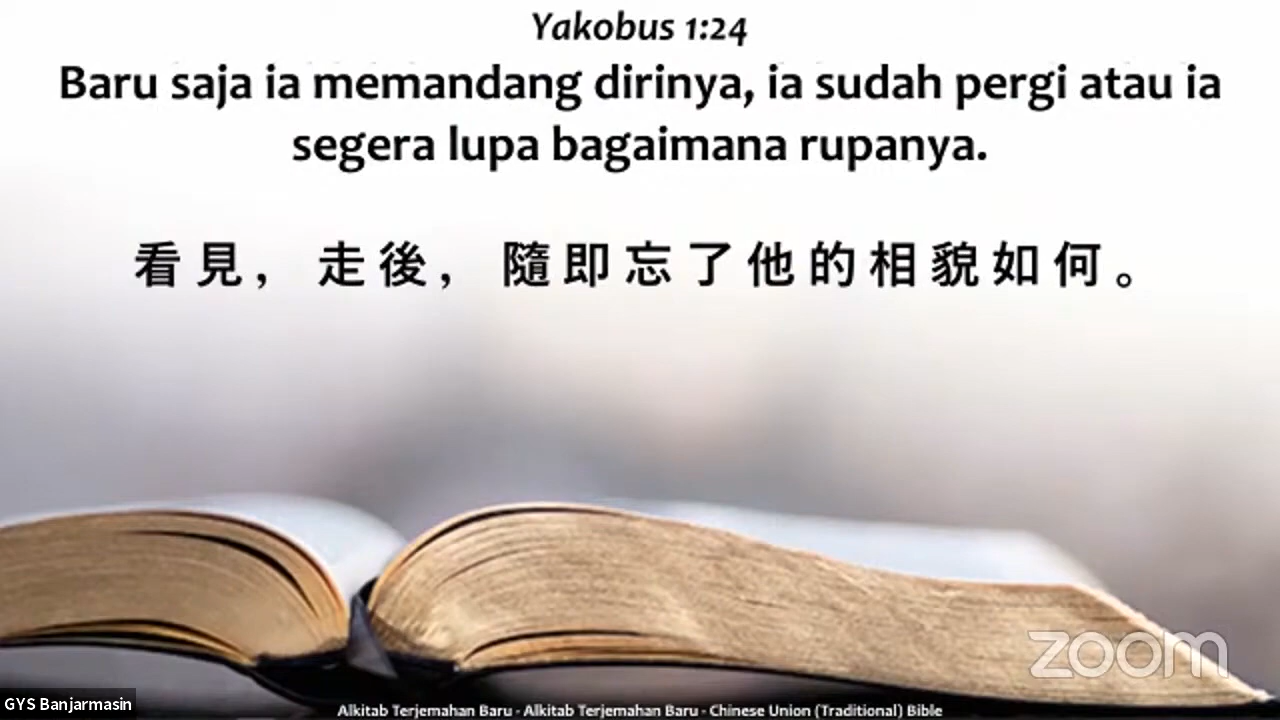 Yakobus 1:24
Baru saja ia memandang dirinya, ia sudah pergi atau ia
segera lupa bagaimana rupanya.
看見，走後，隨即忘了他的相貌如何。
zoom
GYS Banjarmasin
Alkitab Terjemahan Baru - Alkitab Terjemahan Baru - Chinese Union (Traditional) Bible